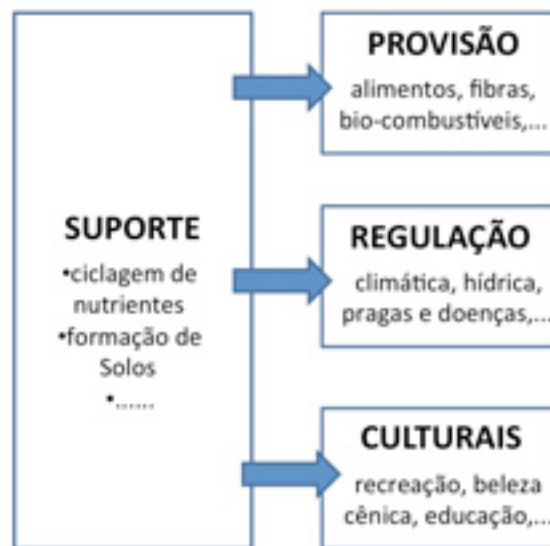 SUPORTE
•ciclagem de
nutrientes
•formação de
Solos
•......
PROVISÃO
alimentos, fibras,
bio-combustíveis,...
REGULAÇÃO
climática, hídrica,
pragas e doenças,...
CULTURAIS
recreação, beleza
cênica, educação,...